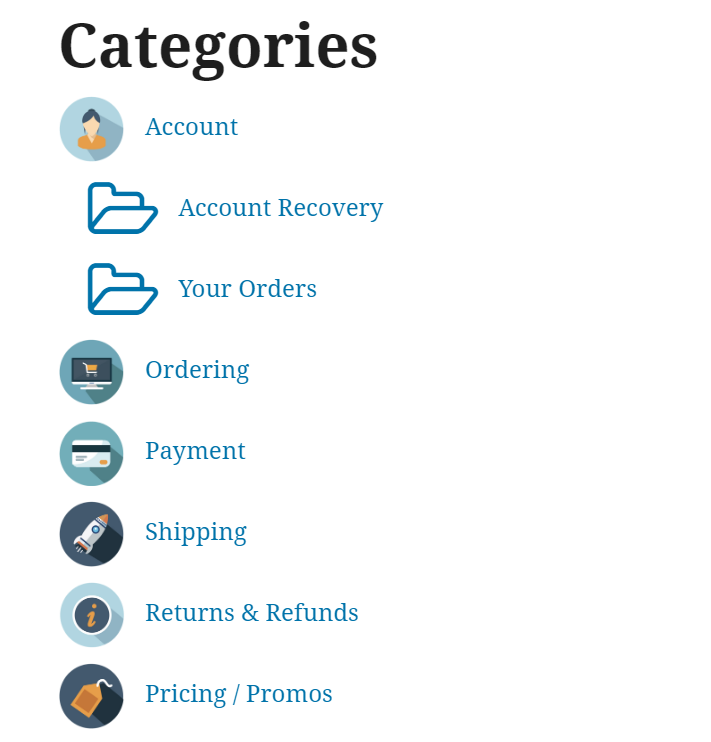 Categories
Account
Account Recovery
Your Orders
Ordering
Payment
Shipping
Returns & Refunds
Pricing / Promos